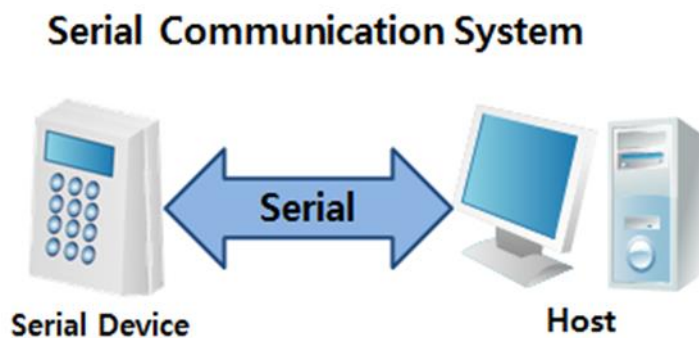 Serial Communication System
Serial
Serial Device
Host